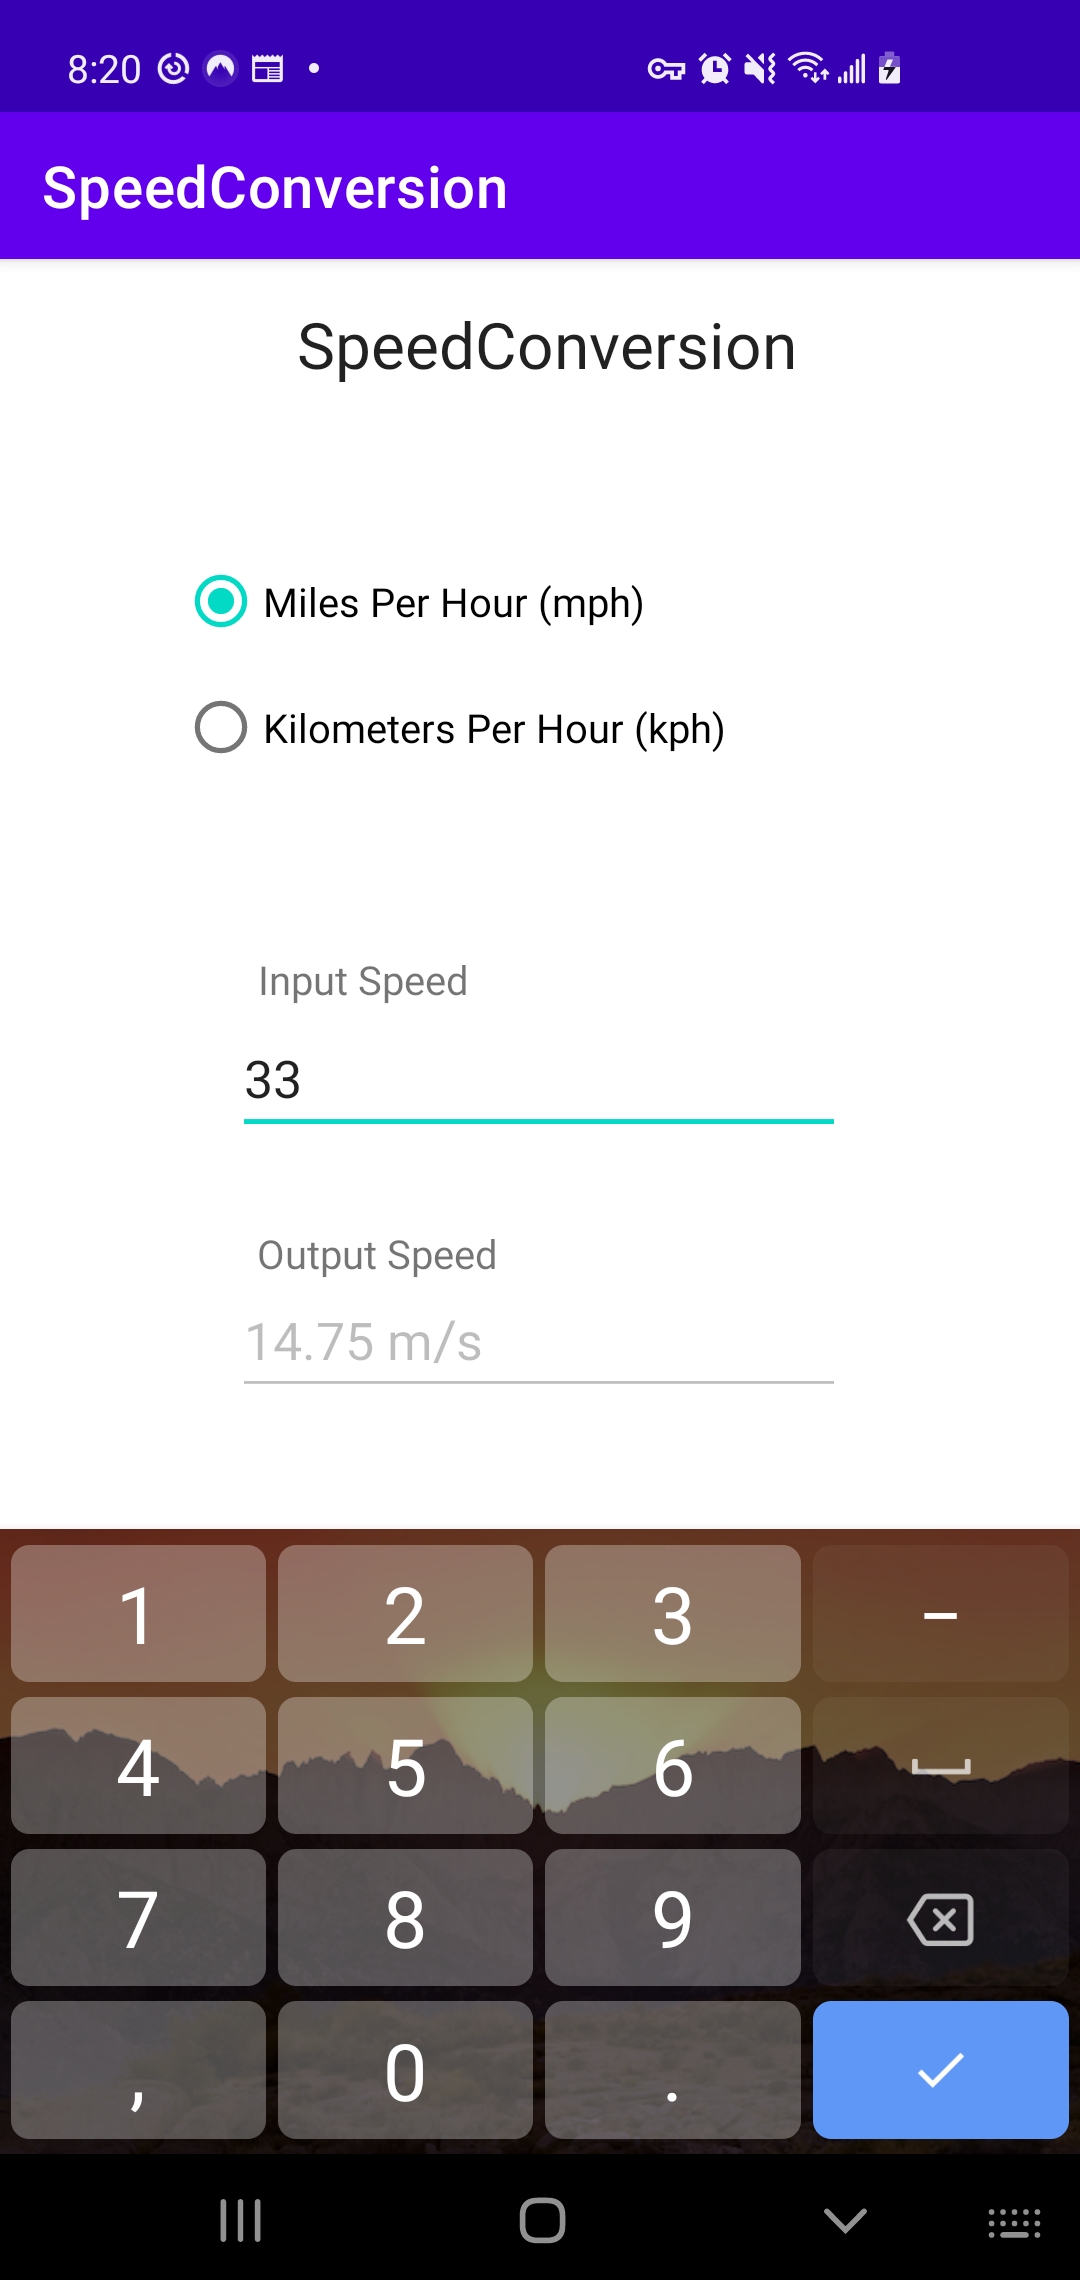 8:20
SpeedConversion
SpeedConversion
Miles Per Hour (mph)
Kilometers Per Hour (kph)
Input Speed
33
Output Speed
14.75 m/s
1 2 3 -
4 5 6
7 8 9
, 0 .